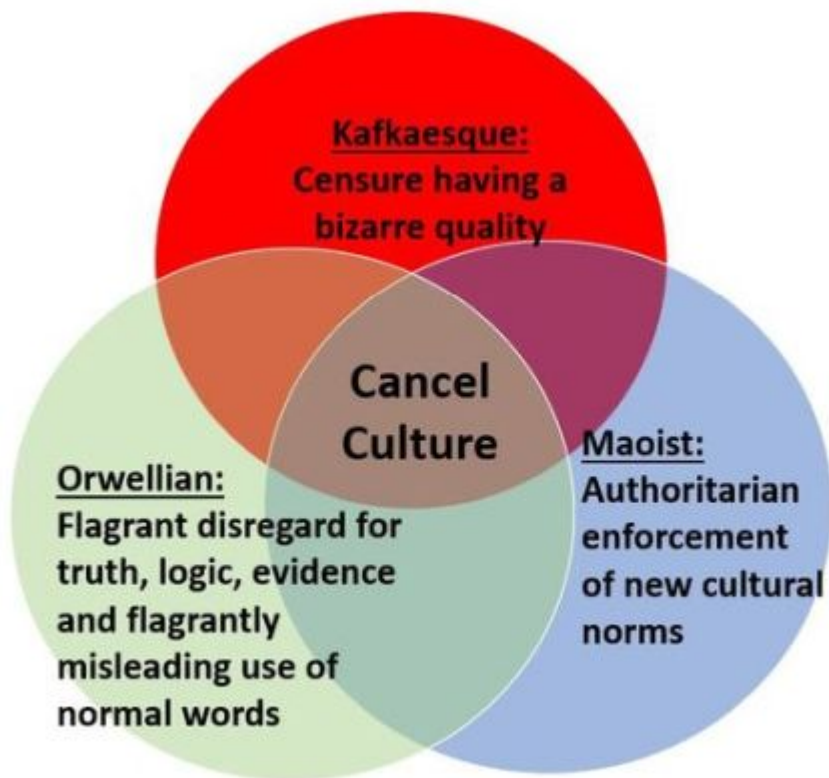 Kafkaesque:
Censure having a
bizarre quality
Cancel
Culture
Orwellian:
Flagrant disregard for
truth, logic, evidence
and flagrantly
misleading use of
normal words
Maoist:
Authoritarian
enforcement
of new cultural
norms